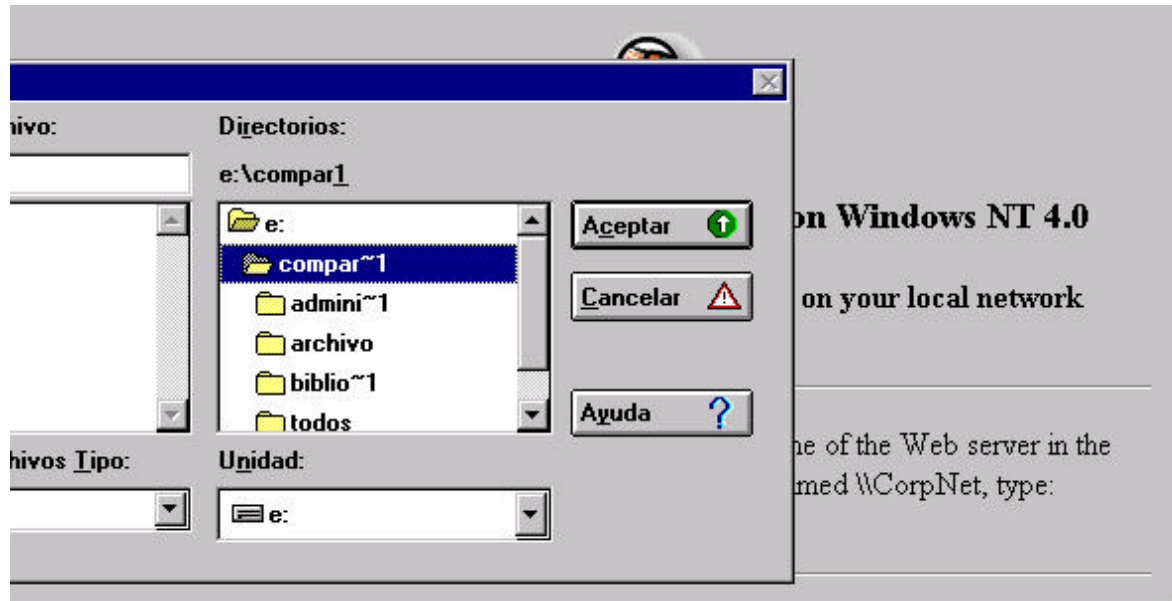 hivo:
Directorios:
e:\compar1
e:
compar~1
admini~1
archivo
biblio~1
todos
Aceptar
Cancelar
Ayuda
hivos Tipo:
Unidad:
e:
on Windows NT 4.0
on your local network
ne of the Web server in the
med \\CorpNet, type: